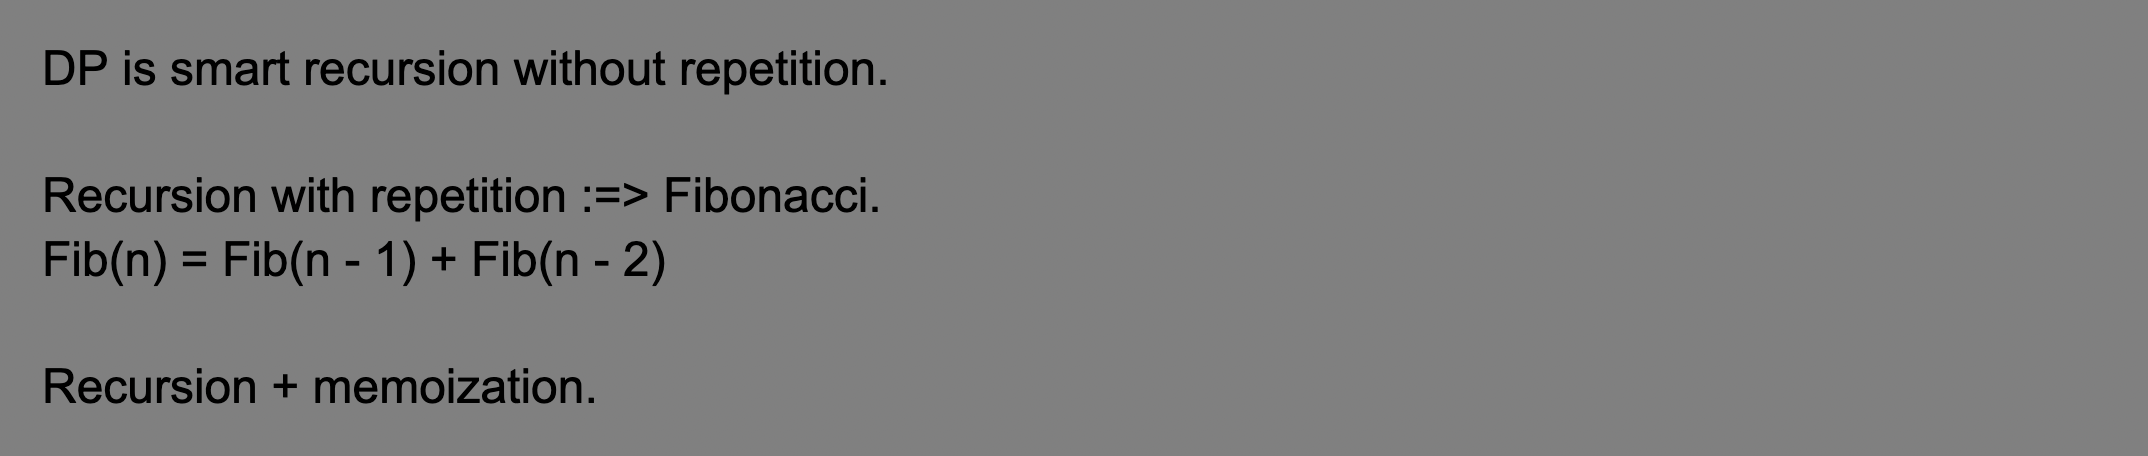 DP is smart recursion without repetition.
Recursion with repetition :=> Fibonacci.
Fib(n) = Fib(n - 1) + Fib(n - 2)
Recursion + memoization.